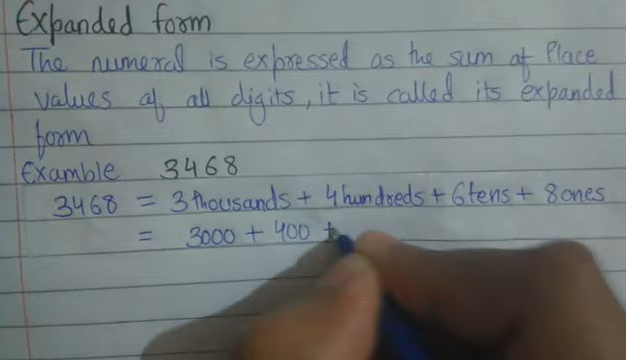 Expanded form
The numeral is expressed as the sum of Place
values of all digits, it is called its expanded
form
Examble 3468
3468 = 3 thousands + 4 hundreds + 6 tens + 8 ones
= 3000 + 400 +